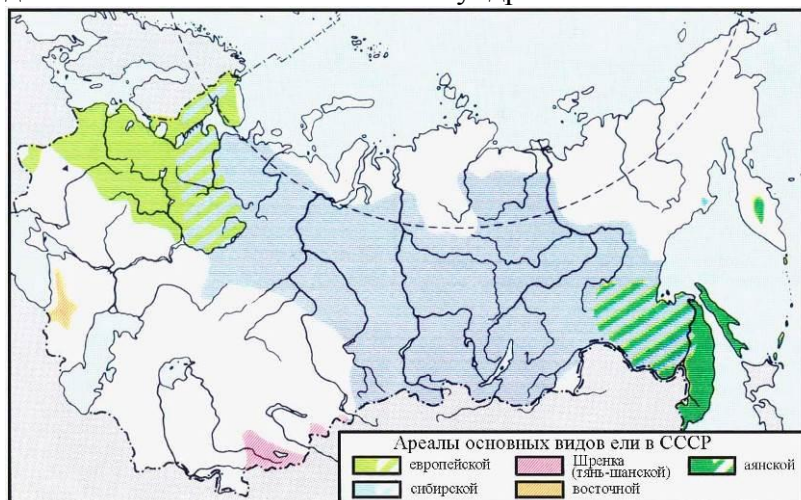 Ареалы основных видов ели в СССР
европейской
Шренка
(тянь-шанской)
аянской
сибирской
восточной